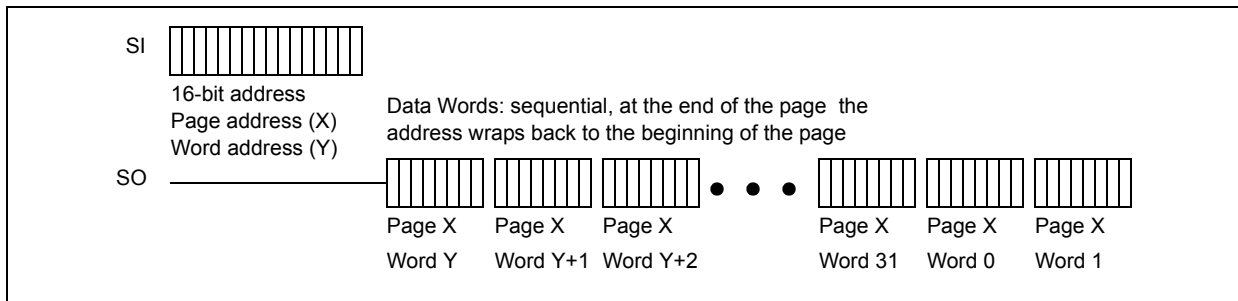 SI
16-bit address
Page address (X)
Word address (Y)
Data Words: sequential, at the end of the page the
address wraps back to the beginning of the page
SO
Page X Page X Page X Page X Page X Page X
Word Y Word Y+1 Word Y+2 Word 31 Word 0 Word 1